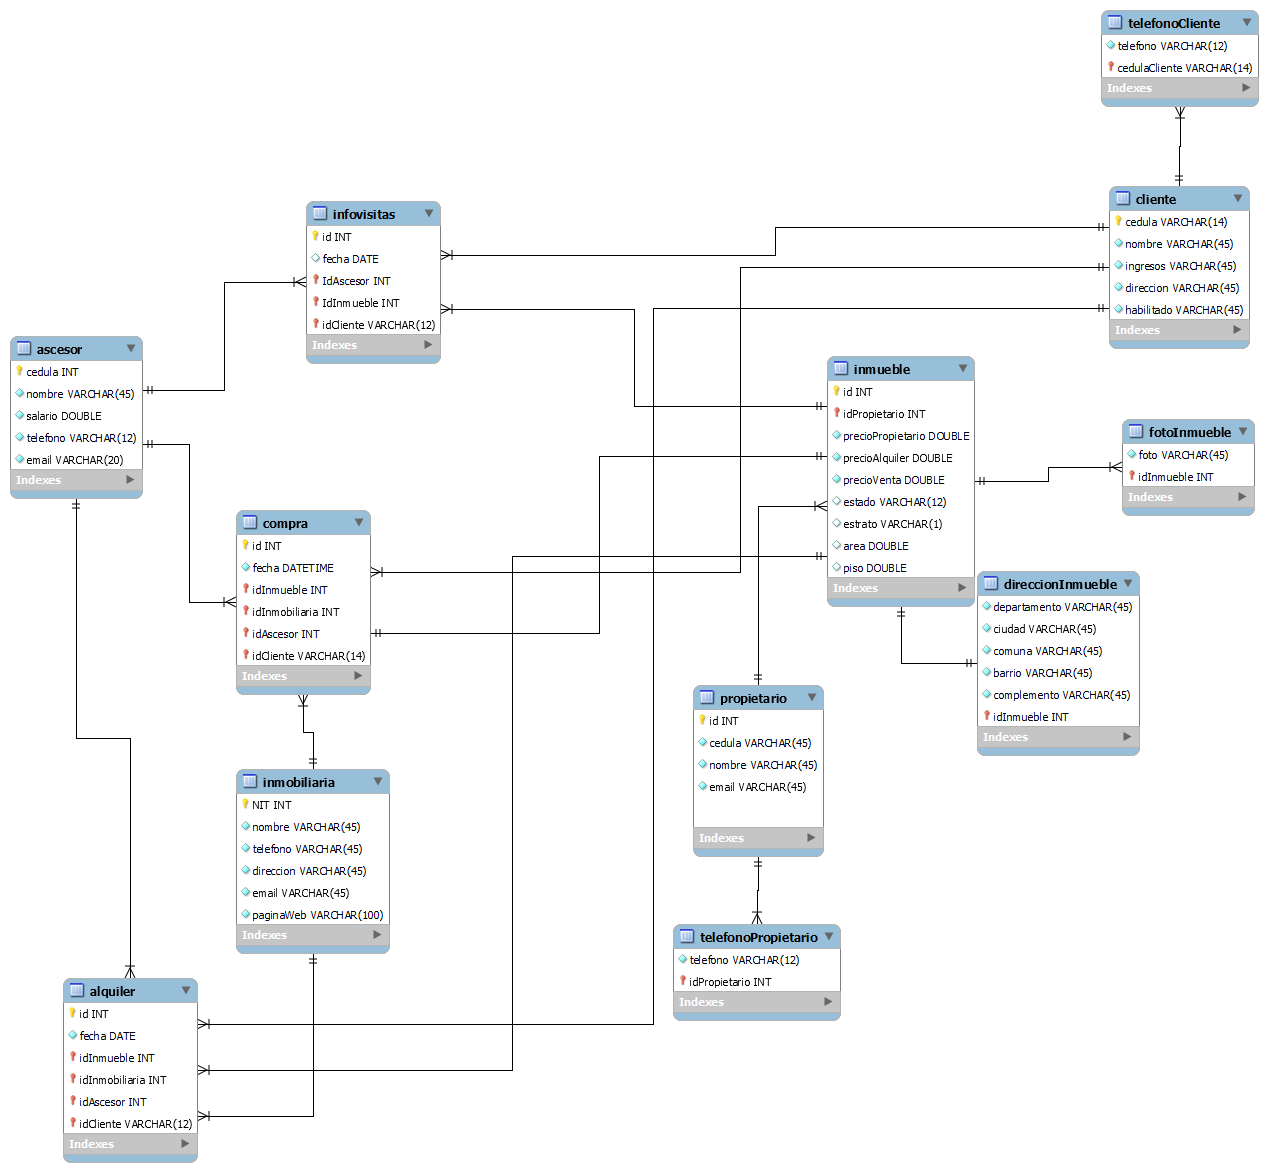 telefonoCliente
telefono VARCHAR(12)
cedulaCliente VARCHAR(14)
Indexes
cliente
cedula VARCHAR(14)
nombre VARCHAR(45)
ingresos VARCHAR(45)
direccion VARCHAR(45)
habilitado VARCHAR(45)
Indexes
infovisitas
id INT
fecha DATE
IdAscesor INT
IdInmueble INT
idCliente VARCHAR(12)
Indexes
ascesor
cedula INT
nombre VARCHAR(45)
salario DOUBLE
telefono VARCHAR(12)
email VARCHAR(20)
Indexes
inmueble
id INT
idPropietario INT
precioPropietario DOUBLE
precioAlquiler DOUBLE
precioVenta DOUBLE
estado VARCHAR(12)
estrato VARCHAR(1)
area DOUBLE
piso DOUBLE
Indexes
fotoInmueble
foto VARCHAR(45)
idInmueble INT
Indexes
compra
id INT
fecha DATETIME
idInmueble INT
idInmobiliaria INT
idAscesor INT
idCliente VARCHAR(14)
Indexes
direccionInmueble
departamento VARCHAR(45)
ciudad VARCHAR(45)
comuna VARCHAR(45)
barrio VARCHAR(45)
complemento VARCHAR(45)
idInmueble INT
Indexes
propietario
id INT
cedula VARCHAR(45)
nombre VARCHAR(45)
email VARCHAR(45)
Indexes
inmobiliaria
NIT INT
nombre VARCHAR(45)
telefono VARCHAR(45)
direccion VARCHAR(45)
email VARCHAR(45)
paginaWeb VARCHAR(100)
Indexes
telefonoPropietario
telefono VARCHAR(12)
idPropietario INT
Indexes
alquiler
id INT
fecha DATE
idInmueble INT
idInmobiliaria INT
idAscesor INT
idCliente VARCHAR(12)
Indexes